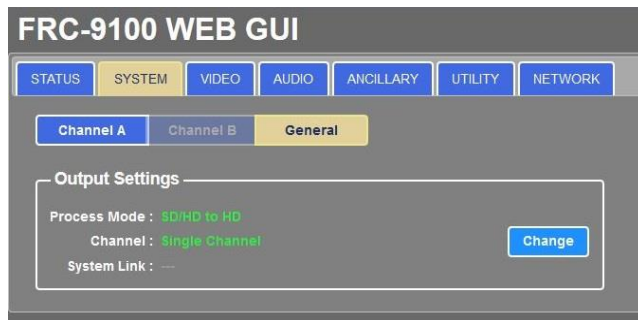 FRC-9100 WEB GUI
STATUS SYSTEM VIDEO AUDIO ANCILLARY UTILITY NETWORK
Channel A Channel B General
Output Settings
Process Mode : SD/HD to HD
Channel : Single Channel
Change
System Link : ---